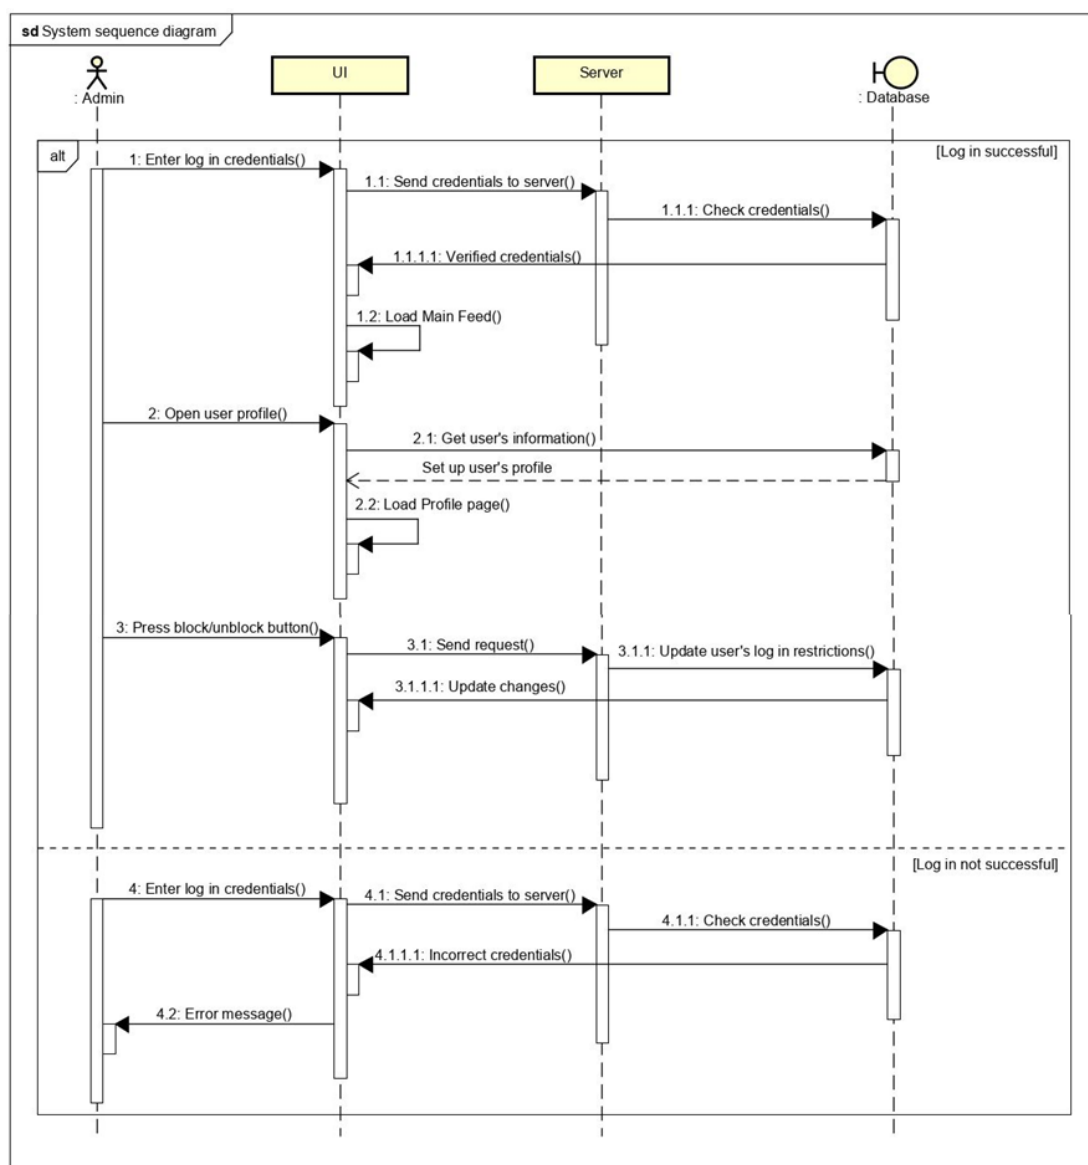 sd System sequence diagram
: Admin
UI
Server
: Database
alt
[Log in successful]
1: Enter log in credentials()
1.1: Send credentials to server()
1.1.1: Check credentials()
1.1.1.1: Verified credentials()
1.2: Load Main Feed()
2: Open user profile()
2.1: Get user's information()
Set up user's profile
2.2: Load Profile page()
3: Press block/unblock button()
3.1: Send request()
3.1.1: Update user's log in restrictions()
3.1.1.1: Update changes()
[Log in not successful]
4: Enter log in credentials()
4.1: Send credentials to server()
4.1.1: Check credentials()
4.1.1.1: Incorrect credentials()
4.2: Error message()